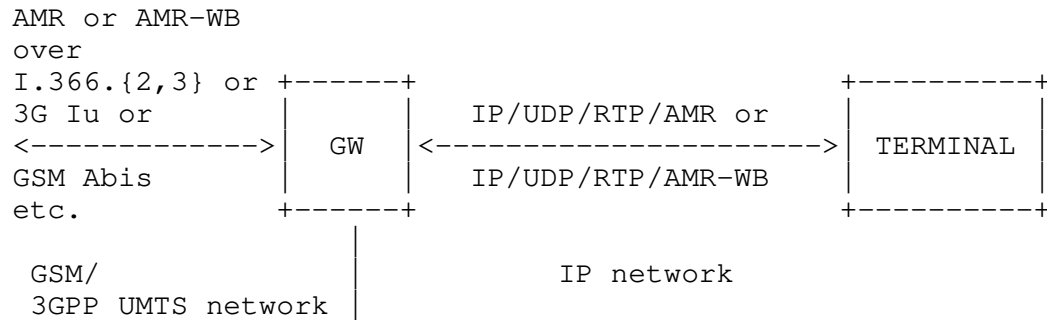 AMR or AMR-WB
over
I.366.{2,3} or +------+                        +----------+
3G Iu or       |      |   IP/UDP/RTP/AMR or    |          |
<------------->|  GW  |<---------------------->| TERMINAL |
GSM Abis       |      |   IP/UDP/RTP/AMR-WB    |          |
etc.           +------+                        +----------+
                   |
 GSM/              |           IP network
 3GPP UMTS network |